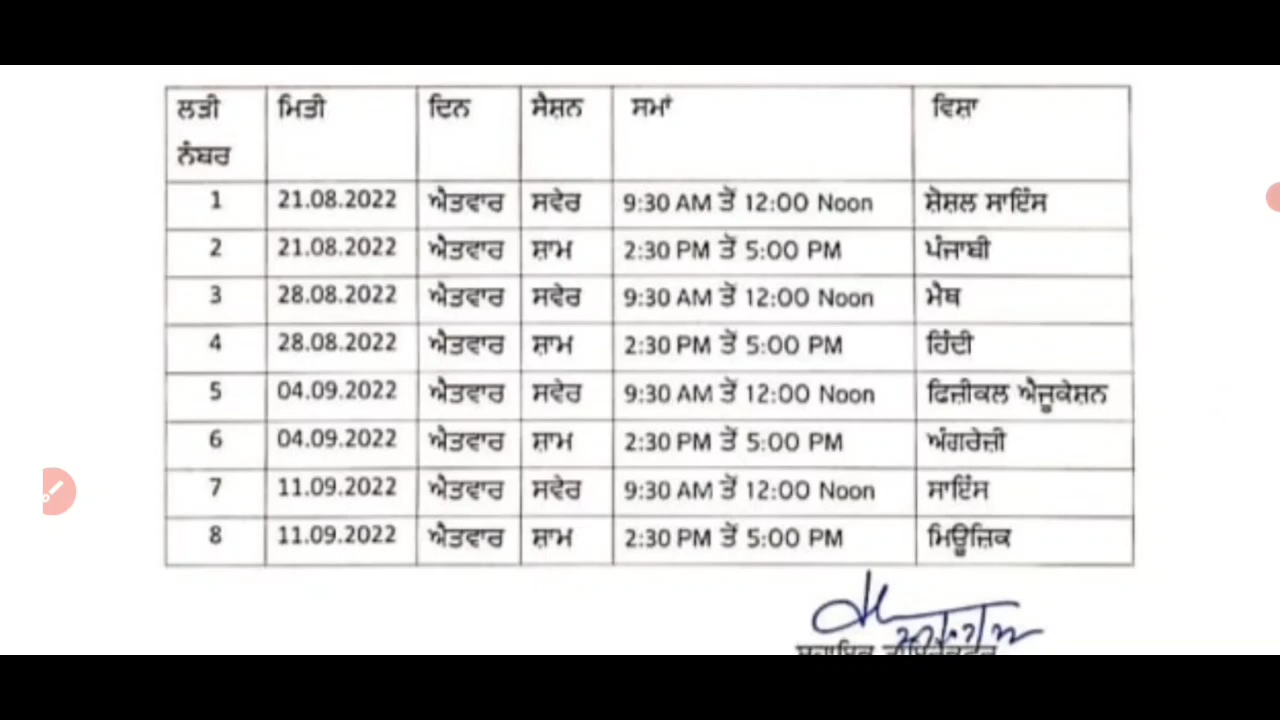 ਲੜੀ ਨੰਬਰ ਮਿਤੀ ਦਿਨ ਸੈਸ਼ਨ ਸਮਾਂ ਵਿਸ਼ਾ
1 21.08.2022 ਐਤਵਾਰ ਸਵੇਰ 9:30 AM ਤੋਂ 12:00 Noon ਸ਼ੋਸ਼ਲ ਸਾਇੰਸ
2 21.08.2022 ਐਤਵਾਰ ਸ਼ਾਮ 2:30 PM ਤੋਂ 5:00 PM ਪੰਜਾਬੀ
3 28.08.2022 ਐਤਵਾਰ ਸਵੇਰ 9:30 AM ਤੋਂ 12:00 Noon ਮੈਥ
4 28.08.2022 ਐਤਵਾਰ ਸ਼ਾਮ 2:30 PM ਤੋਂ 5:00 PM ਹਿੰਦੀ
5 04.09.2022 ਐਤਵਾਰ ਸਵੇਰ 9:30 AM ਤੋਂ 12:00 Noon ਫਿਜ਼ੀਕਲ ਐਜੂਕੇਸ਼ਨ
6 04.09.2022 ਐਤਵਾਰ ਸ਼ਾਮ 2:30 PM ਤੋਂ 5:00 PM ਅੰਗਰੇਜ਼ੀ
7 11.09.2022 ਐਤਵਾਰ ਸਵੇਰ 9:30 AM ਤੋਂ 12:00 Noon ਸਾਇੰਸ
8 11.09.2022 ਐਤਵਾਰ ਸ਼ਾਮ 2:30 PM ਤੋਂ 5:00 PM ਮਿਊਜ਼ਿਕ